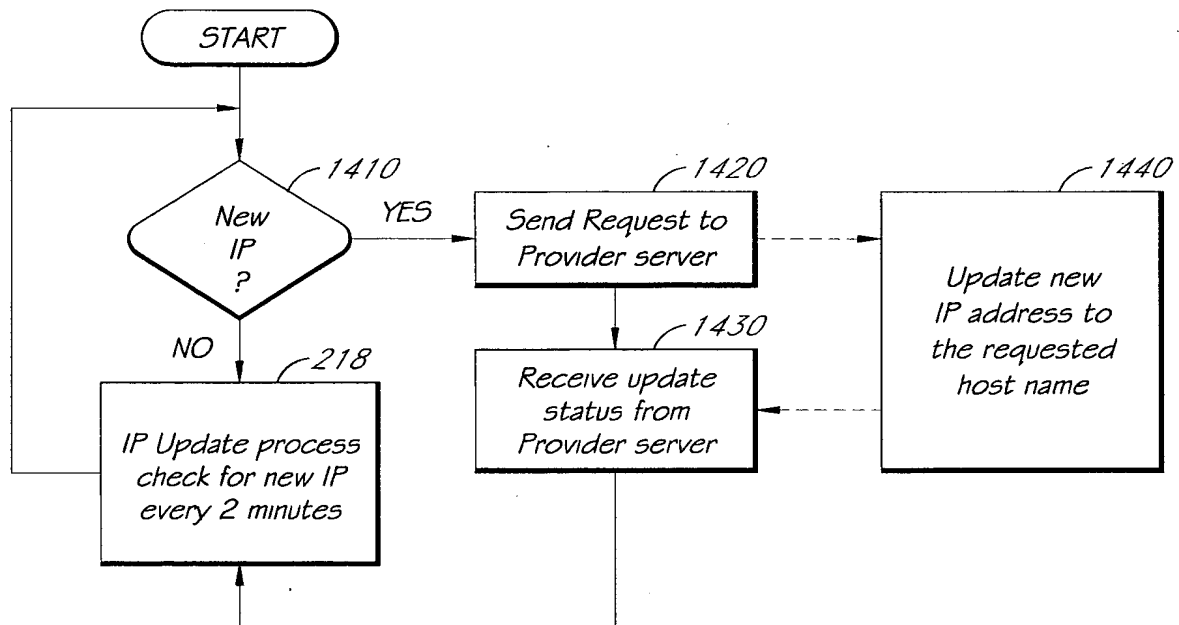 START
1410
New
IP
?
YES
NO
1420
Send Request to
Provider server
1430
Receive update
status from
Provider server
1440
Update new
IP address to
the requested
host name
218
IP Update process
check for new IP
every 2 minutes